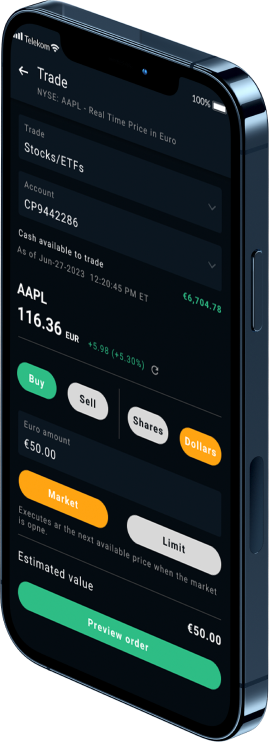 Telekom
100%
Trade
NYSE: AAPL - Real Time Price in Euro
Trade
Stocks/ETFs
Account
CP9442286
Cash available to trade
As of Jun-27-2023 12:20:45 PM ET
€6,704.78
AAPL
116.36 EUR +5.98 (+5.30%)
Buy Sell Shares Dollars
Euro amount
€50.00
Market Limit
Executes ar the next available price when the market
is opne.
Estimated value €50.00
Preview order